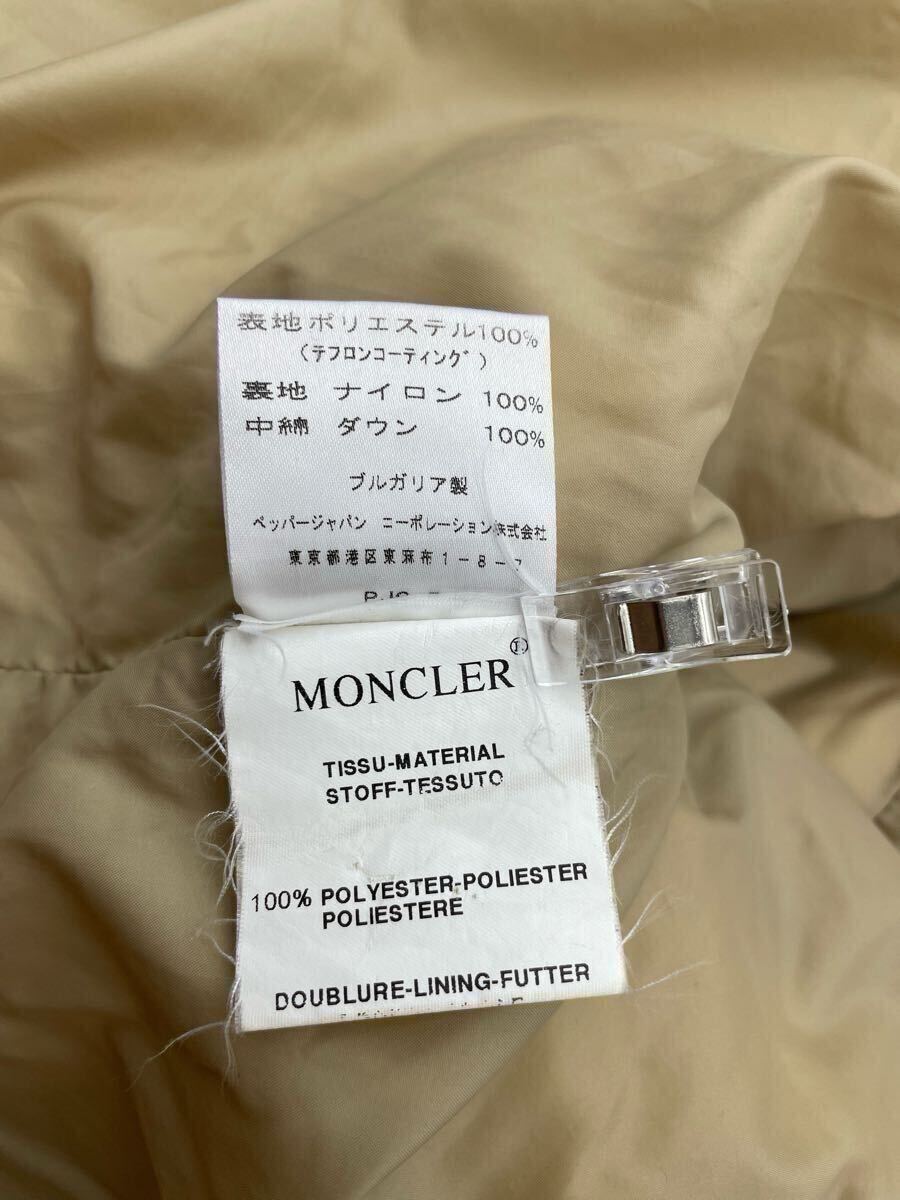 表地ポリエステル100%
(テフロンコーティング)
裏地 ナイロン 100%
中綿 ダウン 100%
ブルガリア製
ペッパージャパン ニーポレーション株式会社
東京都港区東麻布1-8-7
PJC
MONCLER®
TISSU-MATERIAL
STOFF-TESSUTO
100% POLYESTER-POLIESTER
POLIESTERE
DOUBLURE-LINING-FUTTER